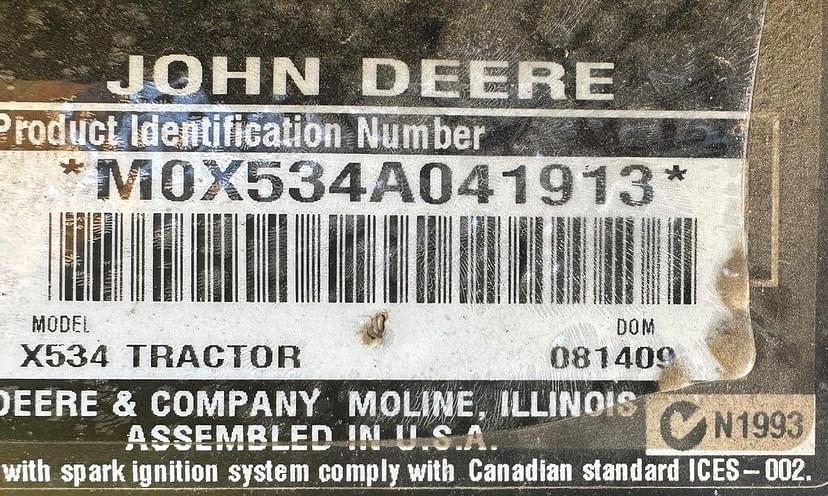 JOHN DEERE
Product Identification Number
*M0X534A041913*
MODEL
DOM
X534 TRACTOR
081409
DEERE & COMPANY MOLINE, ILLINOIS
N1993
ASSEMBLED IN U.S.A.
with spark ignition system comply with Canadian standard ICES-002.